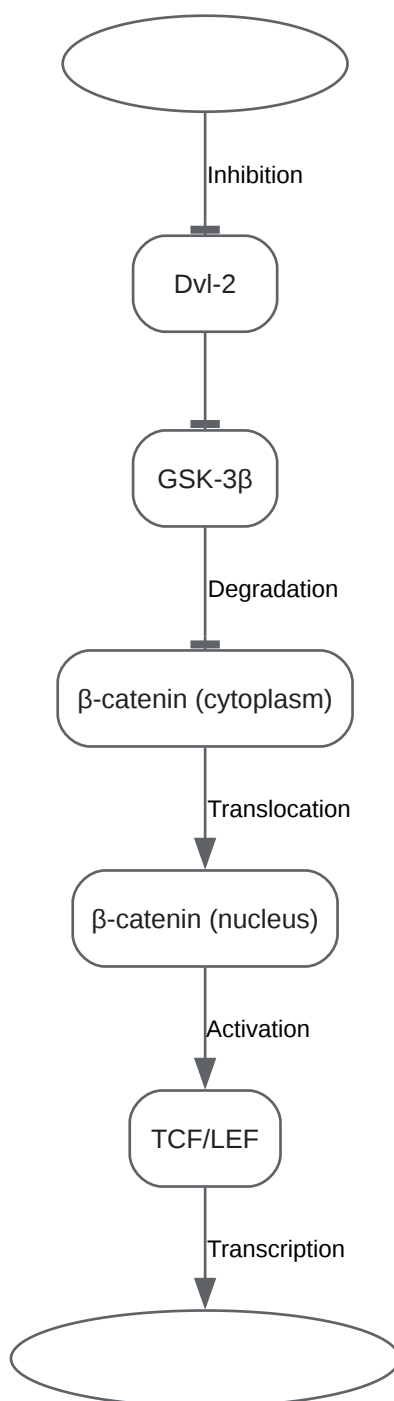 Inhibition
Dvl-2
GSK-3β
Degradation
β-catenin (cytoplasm)
Translocation
β-catenin (nucleus)
Activation
TCF/LEF
Transcription